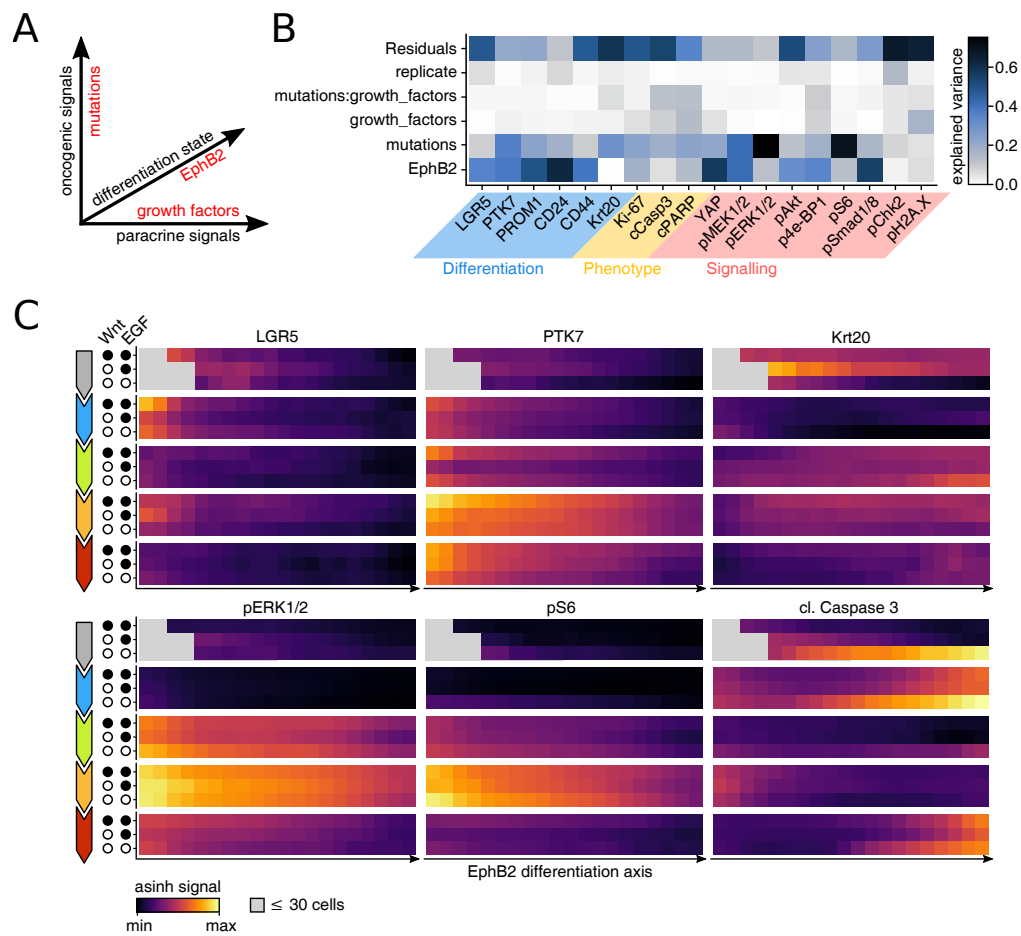 A
oncogenic signals
mutations
differentiation state
EphB2
growth factors
paracrine signals
B
Residuals
replicate
mutations:growth_factors
growth_factors
mutations
EphB2
LGR5
PTK7
PROM1
CD24
CD44
Krt20
Ki-67
cCasp3
cPARP
YAP
pMEK1/2
pERK1/2
pAkt
p4e-BP1
pS6
pSmad1/8
pChk2
pH2A.X
Differentiation
Phenotype
Signalling
explained variance
0.6
0.4
0.2
0.0
C
Wnt
EGF
LGR5
PTK7
Krt20
pERK1/2
pS6
cl. Caspase 3
EphB2 differentiation axis
asinh signal
min
max
≤ 30 cells